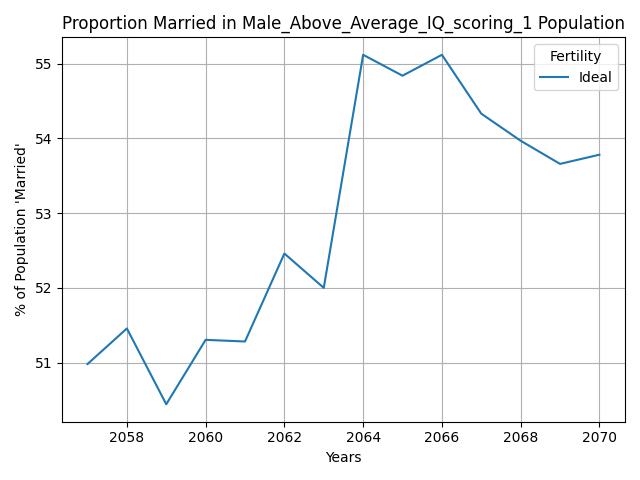 Proportion Married in Male_Above_Average_IQ_scoring_1 Population
Fertility
Ideal
% of Population 'Married'
55
54
53
52
51
2058 2060 2062 2064 2066 2068 2070
Years